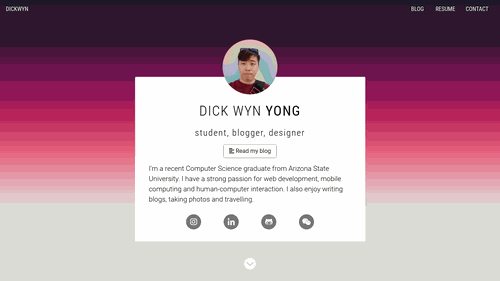 DICKWYN
BLOG RESUME CONTACT
DICK WYN YONG
student, blogger, designer
Read my blog
I'm a recent Computer Science graduate from Arizona State
University. I have a strong passion for web development, mobile
computing and human-computer interaction. I also enjoy writing
blogs, taking photos and travelling.